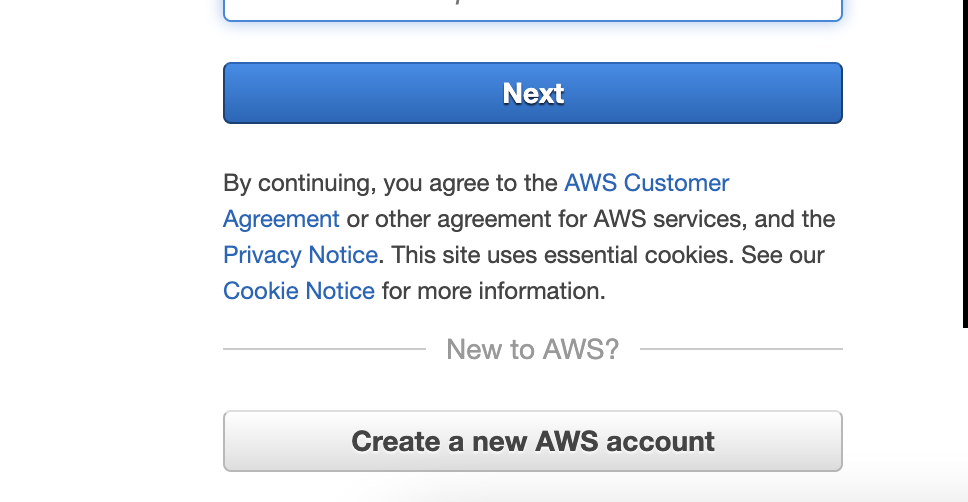 Next
By continuing, you agree to the AWS Customer
Agreement or other agreement for AWS services, and the
Privacy Notice. This site uses essential cookies. See our
Cookie Notice for more information.
New to AWS?
Create a new AWS account